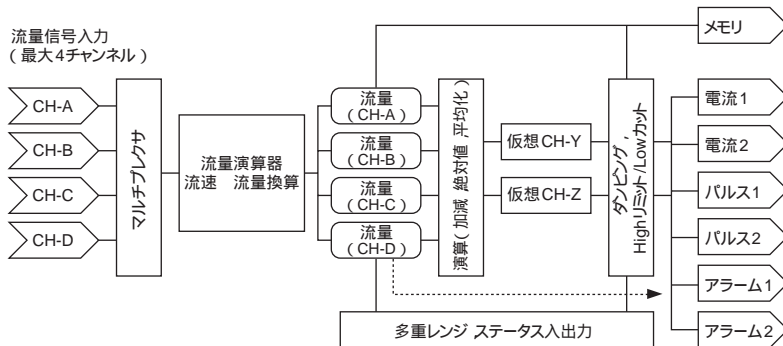 流量信号入力
(最大4チャンネル)
CH-A
CH-B
CH-C
CH-D
マルチプレクサ
流量演算器
流速 流量換算
流量
(CH-A)
流量
(CH-B)
流量
(CH-C)
流量
(CH-D)
演算(加減 絶対値 平均化)
仮想CH-Y
仮想CH-Z
ダンピング,
Highリミット/Lowカット
多重レンジ ステータス入出力
メモリ
電流1
電流2
パルス1
パルス2
アラーム1
アラーム2